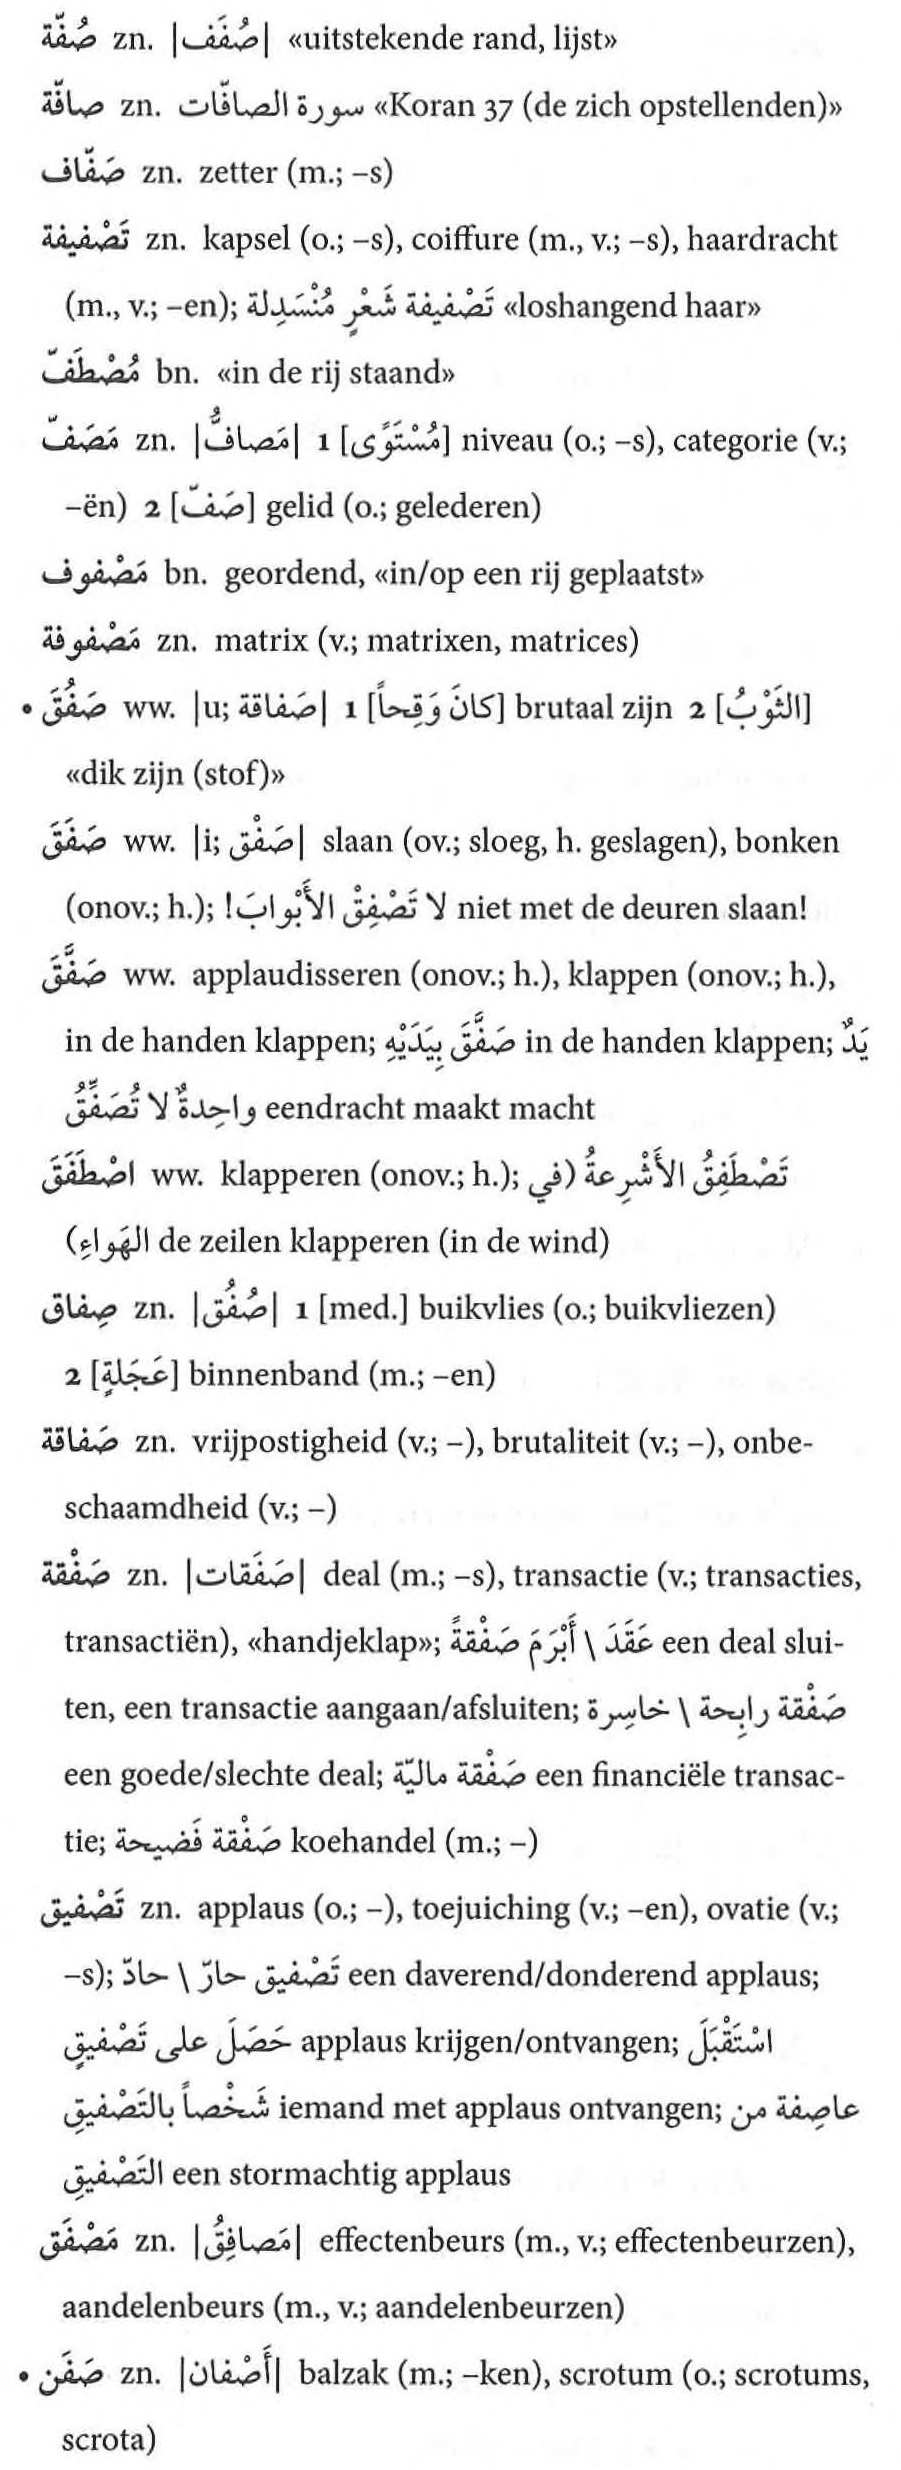 صُفّة zn. |صُفَف| «uitstekende rand, lijst»
صافّة zn. سورة الصافّات «Koran 37 (de zich opstellenden)»
صَفّاف zn. zetter (m.; –s)
تَصْفيفة zn. kapsel (o.; –s), coiffure (m., v.; –s), haardracht
(m., v.; –en); تَصْفيفة شَعْرٍ مُنْسَدِلة «loshangend haar»
مُصْطَفّ bn. «in de rij staand»
مَصَفّ zn. |مَصافُّ| 1 [مُسْتَوًى] niveau (o.; –s), categorie (v.;
–ën) 2 [صَفّ] gelid (o.; gelederen)
مَصْفوف bn. geordend, «in/op een rij geplaatst»
مَصْفوفة zn. matrix (v.; matrixen, matrices)
• صَفُقَ ww. |u; صَفاقة| 1 [كانَ وَقِحاً] brutaal zijn 2 [الثَوْبُ]
«dik zijn (stof)»
صَفَقَ ww. |i; صَفْق| slaan (ov.; sloeg, h. geslagen), bonken
(onov.; h.); لا تَصْفِقْ الأَبْوابَ! niet met de deuren slaan!
صَفَّقَ ww. applaudisseren (onov.; h.), klappen (onov.; h.),
in de handen klappen; صَفَّقَ بِيَدَيْهِ in de handen klappen; يَدٌ
واحِدةٌ لا تُصَفِّقُ eendracht maakt macht
اصْطَفَقَ ww. klapperen (onov.; h.); تَصْطَفِقُ الأَشْرِعةُ (في
الهَواءِ) de zeilen klapperen (in de wind)
صِفاق zn. |صُفُق| 1 [med.] buikvlies (o.; buikvliezen)
2 [عَجَلةٍ] binnenband (m.; –en)
صَفاقة zn. vrijpostigheid (v.; –), brutaliteit (v.; –), onbe-
schaamdheid (v.; –)
صَفْقة zn. |صَفَقات| deal (m.; –s), transactie (v.; transacties,
transactiën), «handjeklap»; عَقَدَ \ أَبْرَمَ صَفْقةً een deal slui-
ten, een transactie aangaan/afsluiten; صَفْقة رابِحة \ خاسِرة
een goede/slechte deal; صَفْقة ماليّة een financiële transac-
tie; صَفْقة فَضيحة koehandel (m.; –)
تَصْفيق zn. applaus (o.; –), toejuiching (v.; –en), ovatie (v.;
–s); تَصْفيق حارّ \ حادّ een daverend/donderend applaus;
حَصَلَ على تَصْفيقٍ applaus krijgen/ontvangen; اسْتَقْبَلَ
شَخْصاً بالتَصْفيقِ iemand met applaus ontvangen; عاصِفة من
التَصْفيقِ een stormachtig applaus
مَصْفَق zn. |مَصافِقُ| effectenbeurs (m., v.; effectenbeurzen),
aandelenbeurs (m., v.; aandelenbeurzen)
• صَفَن zn. |أَصْفان| balzak (m.; –ken), scrotum (o.; scrotums,
scrota)